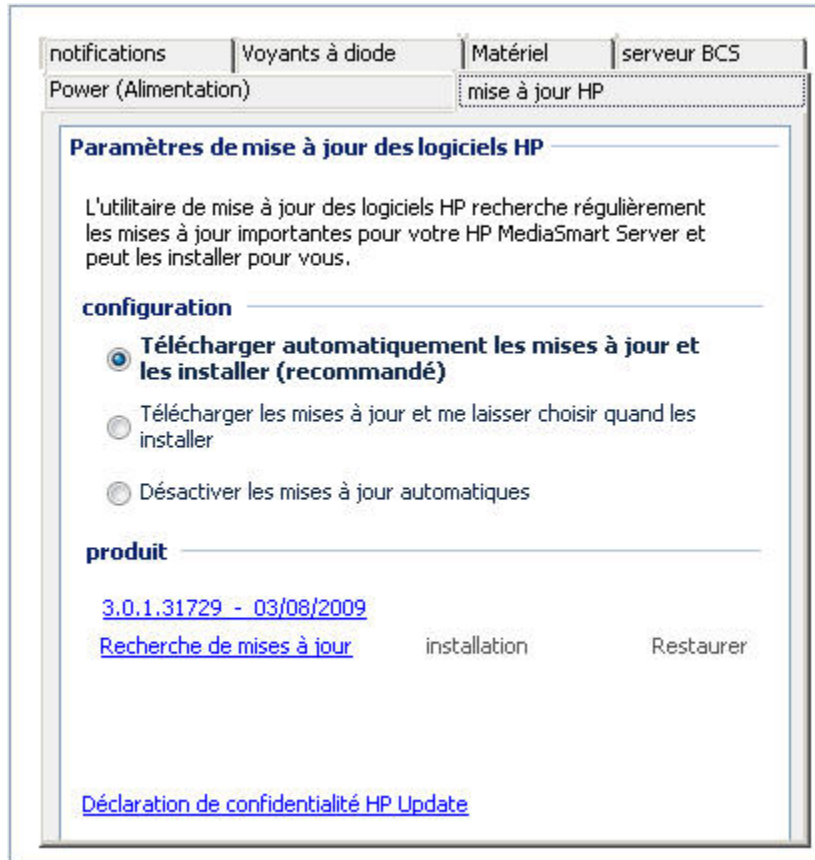 notifications Voyants à diode Matériel serveur BCS
Power (Alimentation) mise à jour HP
Paramètres de mise à jour des logiciels HP
L'utilitaire de mise à jour des logiciels HP recherche régulièrement
les mises à jour importantes pour votre HP MediaSmart Server et
peut les installer pour vous.
configuration
Télécharger automatiquement les mises à jour et
les installer (recommandé)
Télécharger les mises à jour et me laisser choisir quand les
installer
Désactiver les mises à jour automatiques
produit
3.0.1.31729 - 03/08/2009
Recherche de mises à jour installation Restaurer
Déclaration de confidentialité HP Update